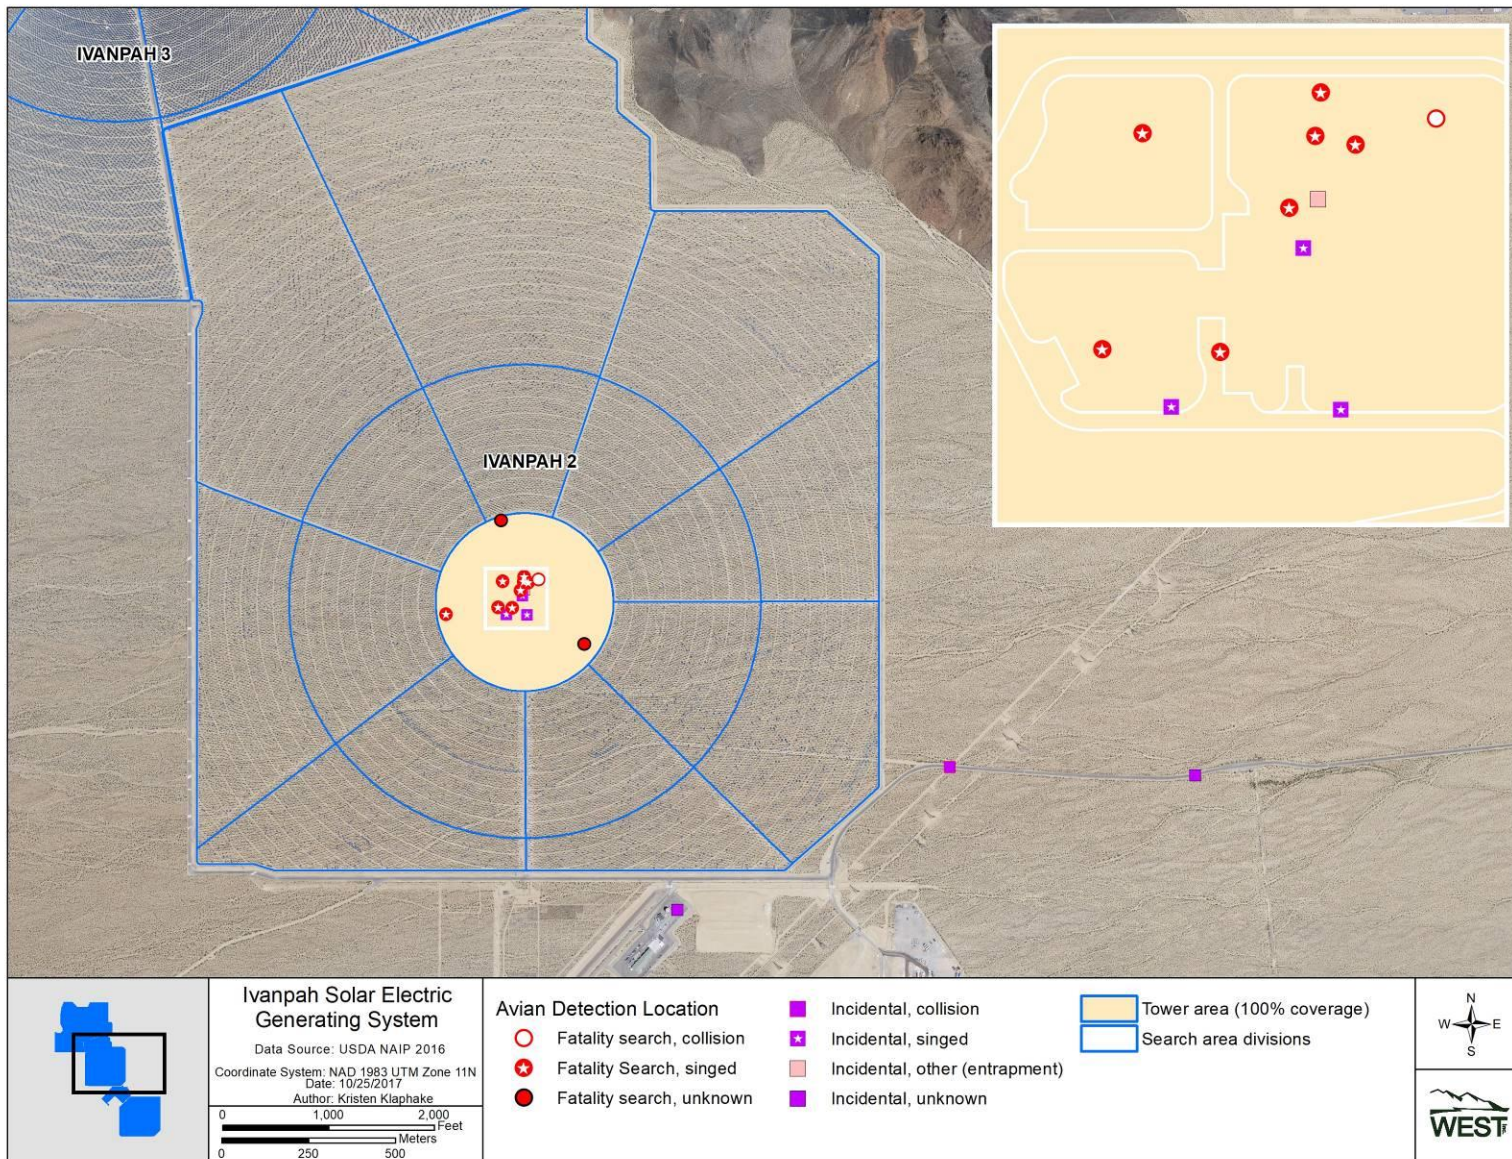 IVANPAH 3
IVANPAH 2
Ivanpah Solar Electric
Generating System
Data Source: USDA NAIP 2016
Coordinate System: NAD 1983 UTM Zone 11N
Date: 10/25/2017
Author: Kristen Klaphake
0 1,000 2,000
Feet
Meters
0 250 500
Avian Detection Location
Fatality search, collision
Fatality Search, singed
Fatality search, unknown
Incidental, collision
Incidental, singed
Incidental, other (entrapment)
Incidental, unknown
Tower area (100% coverage)
Search area divisions
N
W E
S
WEST